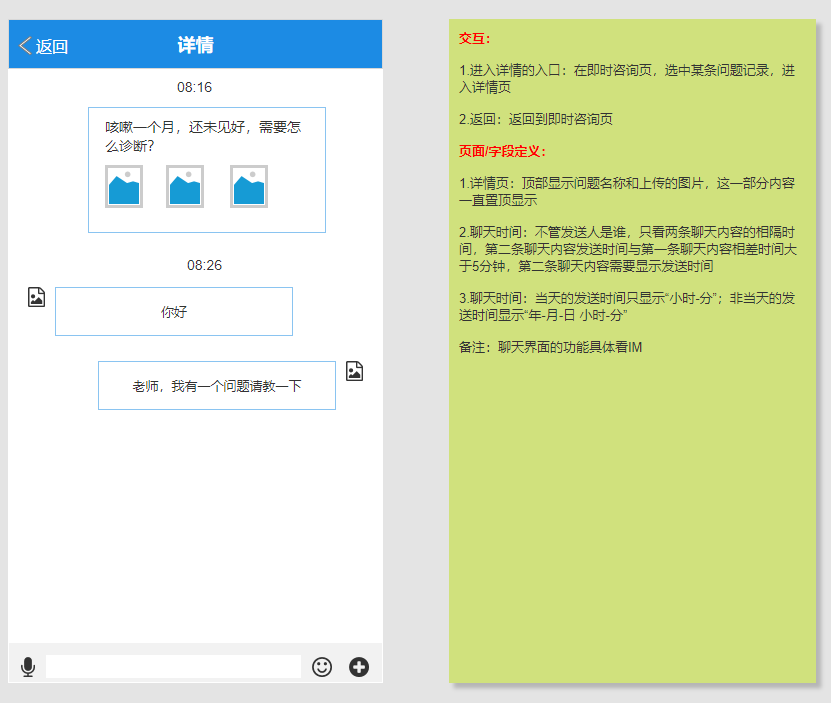 返回
详情
08:16
咳嗽一个月，还未见好，需要怎
么诊断？
08:26
你好
老师，我有一个问题请教一下
交互：
1.进入详情的入口：在即时咨询页，选中某条问题记录，进
入详情页
2.返回：返回到即时咨询页
页面/字段定义：
1.详情页：顶部显示问题名称和上传的图片，这一部分内容
一直置顶显示
2.聊天时间：不管发送人是谁，只看两条聊天内容的相隔时
间，第二条聊天内容发送时间与第一条聊天内容相差时间大
于5分钟，第二条聊天内容需要显示发送时间
3.聊天时间：当天的发送时间只显示“小时-分”；非当天的发
送时间显示“年-月-日 小时-分”
备注：聊天界面的功能具体看IM